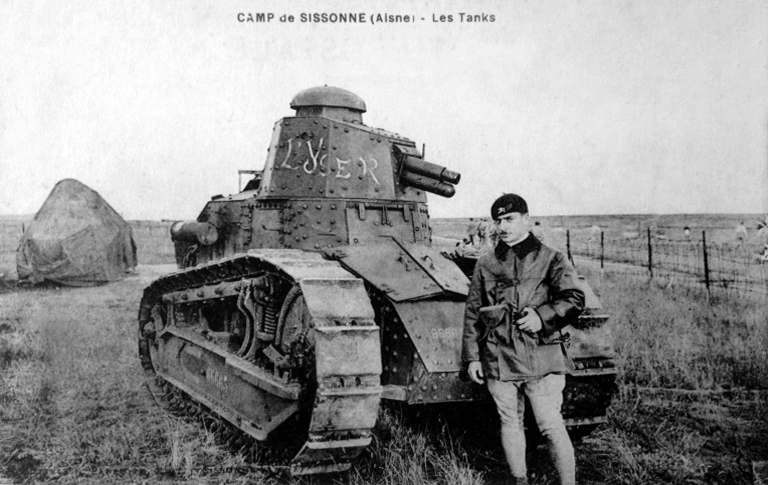 CAMP de SISSONNE (Aisne) - Les Tanks
L'YSER